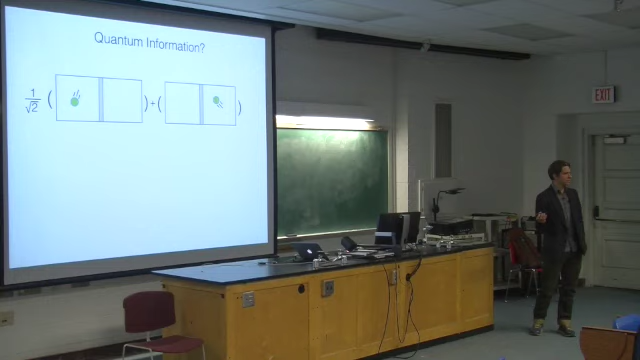 Quantum Information?
1/√2 ( ) + ( )
EXIT